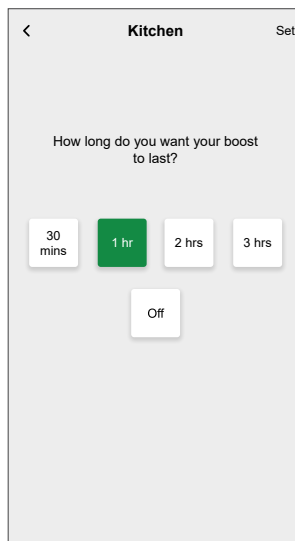 Kitchen
Set
How long do you want your boost
to last?
30
mins
1 hr
2 hrs
3 hrs
Off